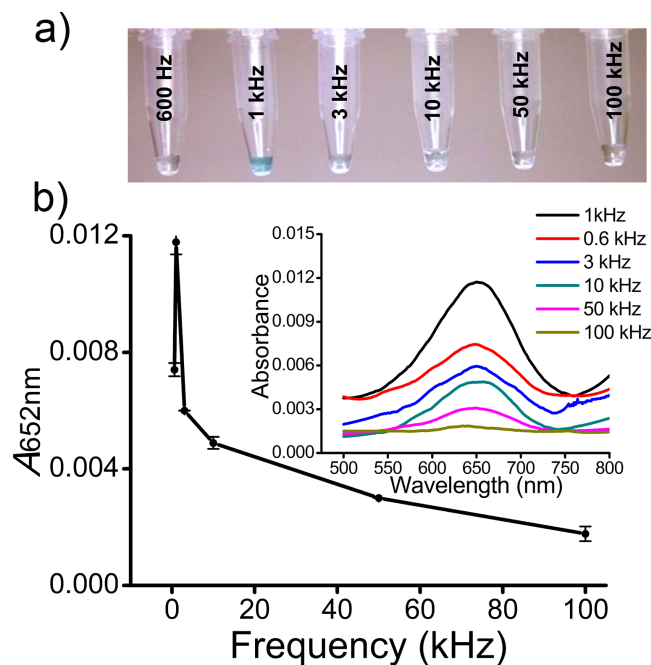 a)
600 Hz
1 kHz
3 kHz
10 kHz
50 kHz
100 kHz
b)
A652nm
0.012
0.008
0.004
0.000
0 20 40 60 80 100
Frequency (kHz)
Absorbance
0.015
0.012
0.009
0.006
0.003
0.000
500 550 600 650 700 750 800
Wavelength (nm)
1kHz
0.6 kHz
3 kHz
10 kHz
50 kHz
100 kHz